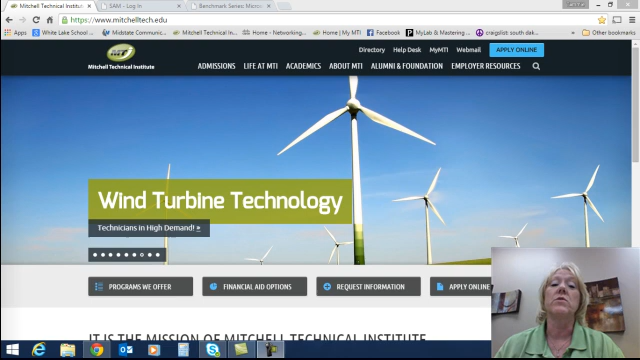 Mitchell Technical Institute
SAM - Log In
Benchmark Series: Micros
https://www.mitchelltech.edu
Apps
White Lake School ...
Midstate Communic...
Mitchell Technical In...
Home - Networking...
Home | My MTI
Pandora
Facebook
MyLab & Mastering ...
craigslist: south dak...
Other bookmarks
Directory Help Desk MyMTI Webmail APPLY ONLINE
MTI
Mitchell Technical Institute
ADMISSIONS LIFE AT MTI ACADEMICS ABOUT MTI ALUMNI & FOUNDATION EMPLOYER RESOURCES
Wind Turbine Technology
Technicians in High Demand! »
PROGRAMS WE OFFER FINANCIAL AID OPTIONS REQUEST INFORMATION APPLY ONLINE
IT IS THE MISSION OF MITCHELL TECHNICAL INSTITUTE